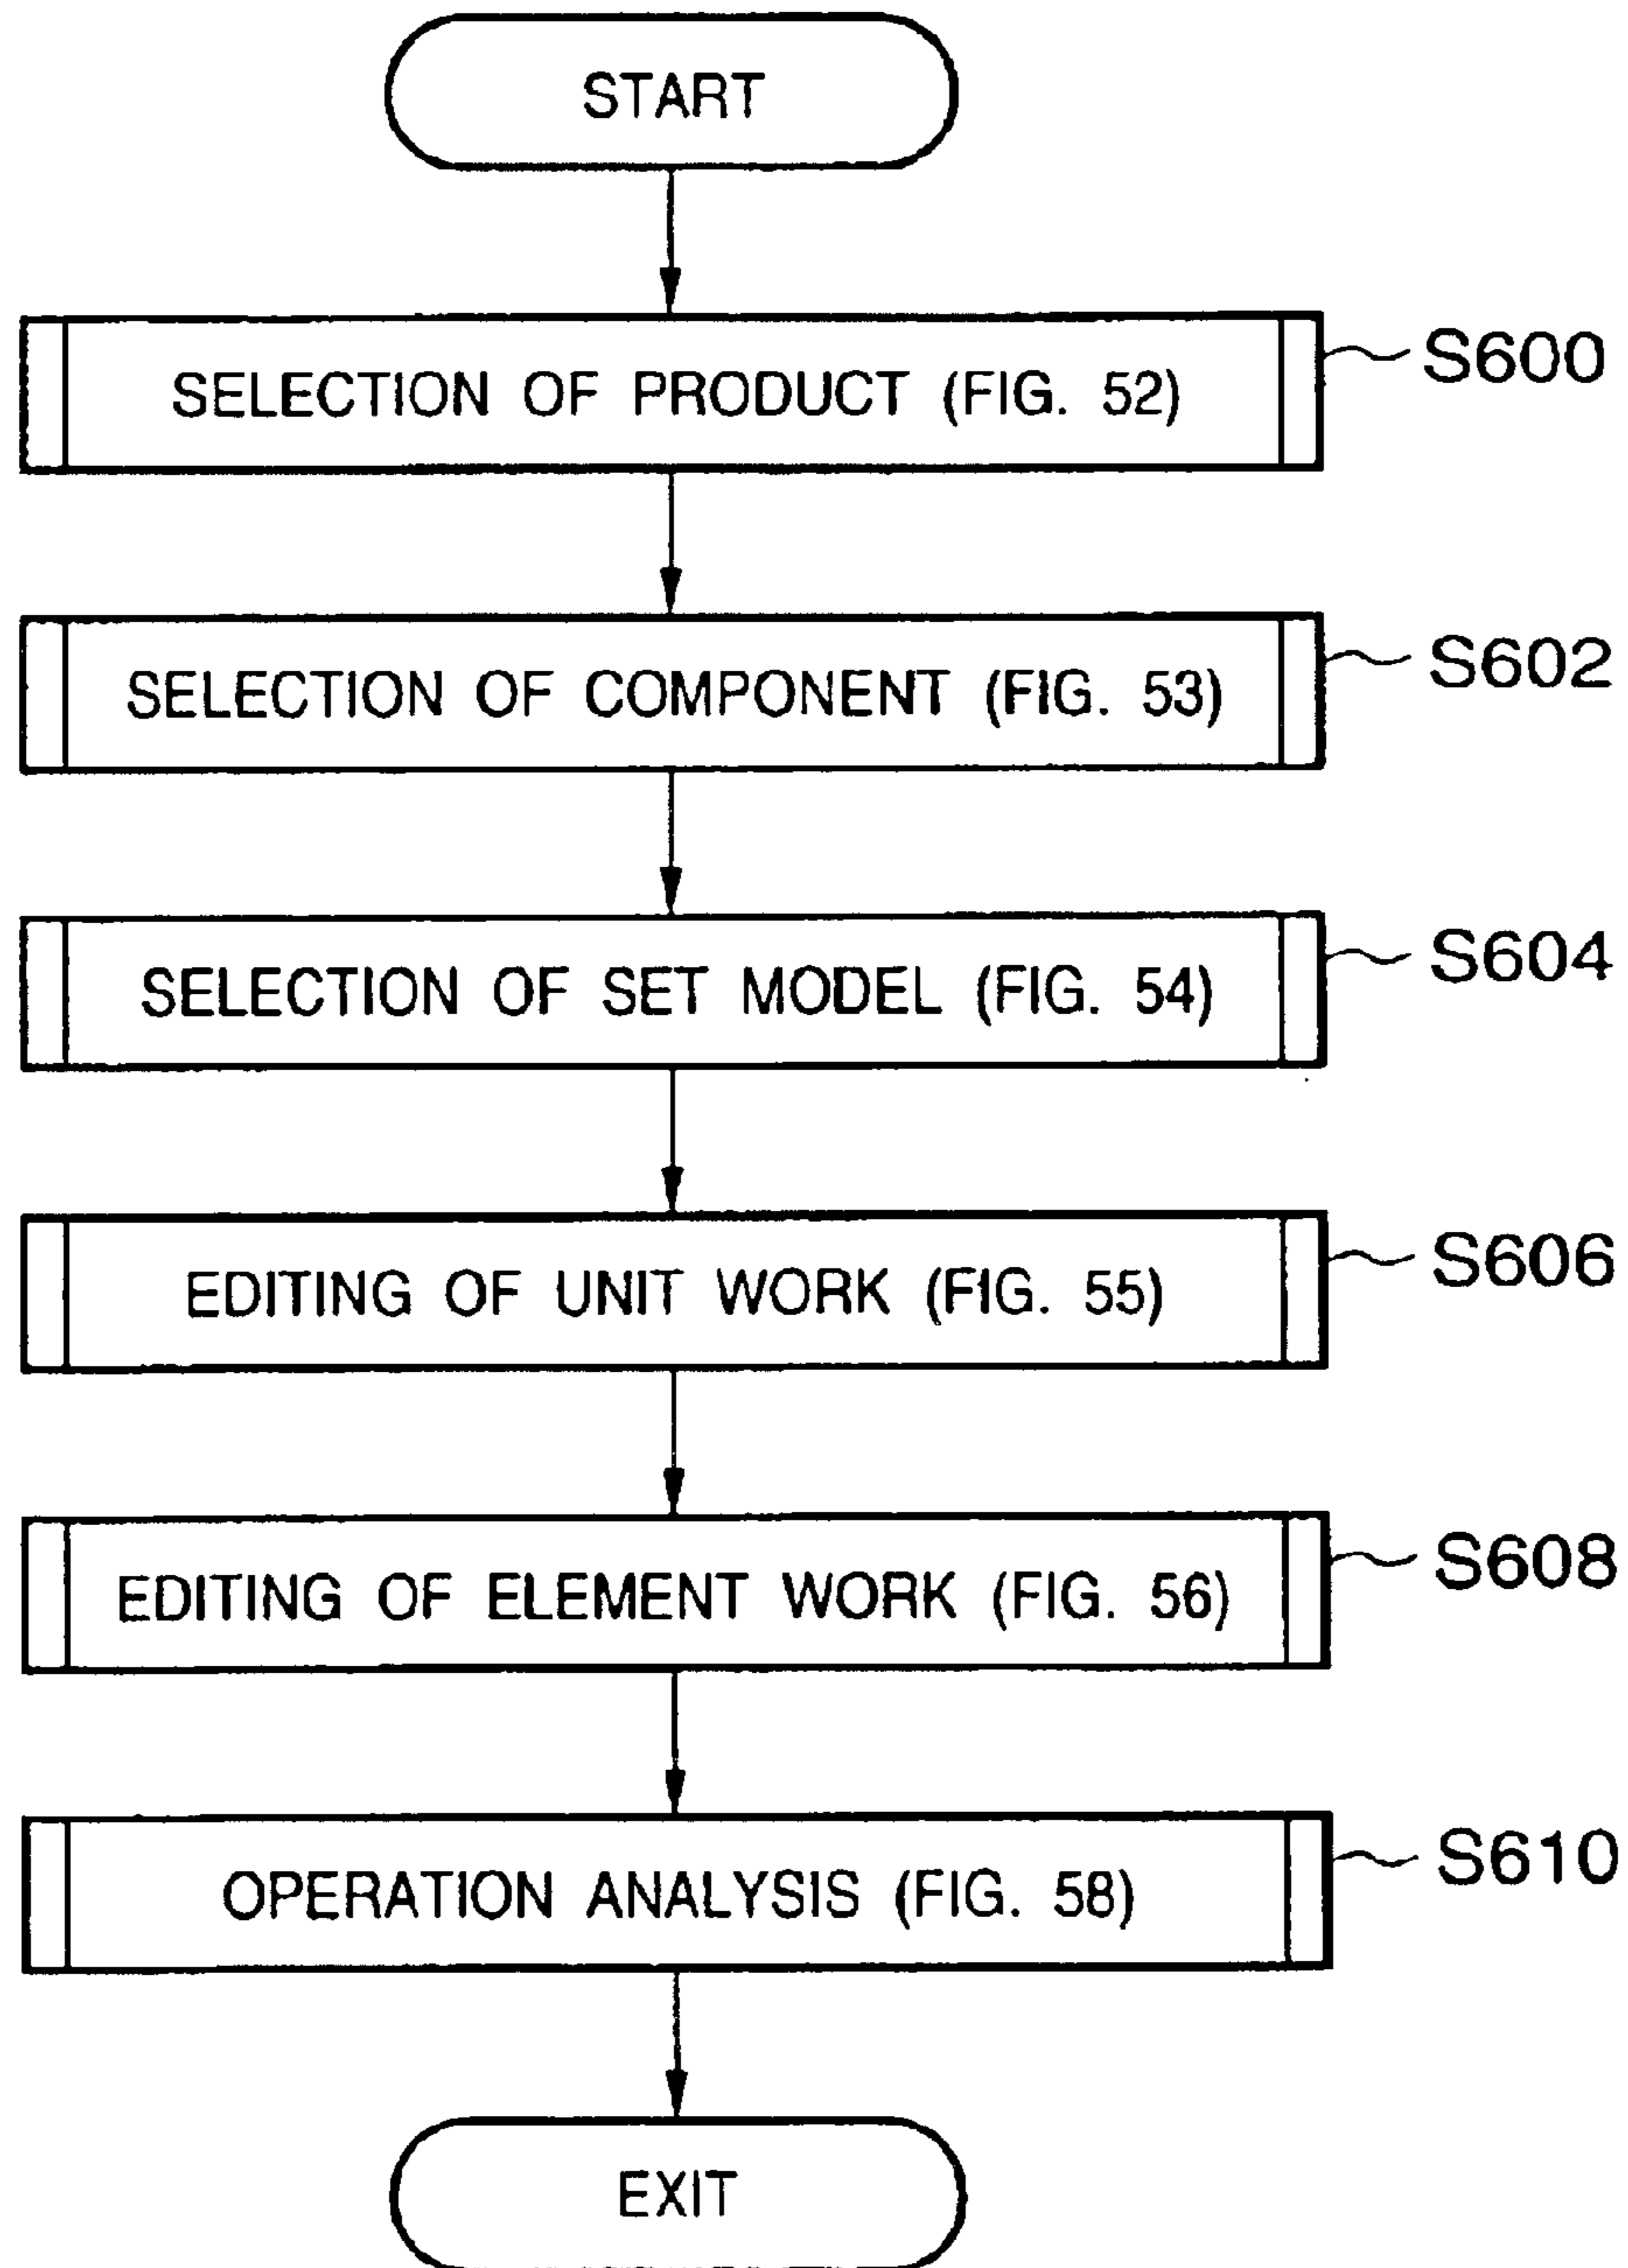 START
SELECTION OF PRODUCT (FIG. 52)
S600
SELECTION OF COMPONENT (FIG. 53)
S602
SELECTION OF SET MODEL (FIG. 54)
S604
EDITING OF UNIT WORK (FIG. 55)
S606
EDITING OF ELEMENT WORK (FIG. 56)
S608
OPERATION ANALYSIS (FIG. 58)
S610
EXIT